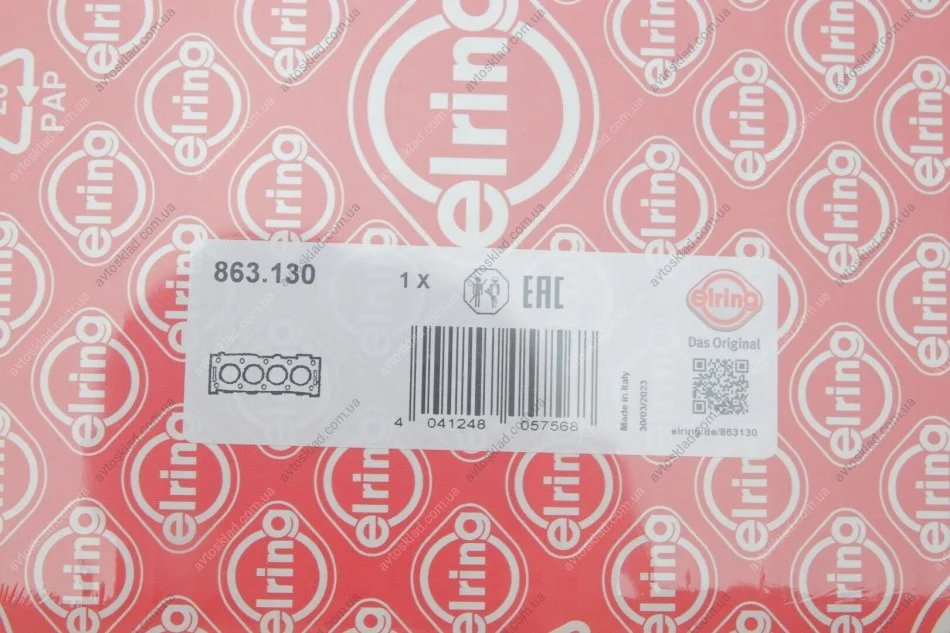 elring
PAP
863.130
1 X
EAC
elring
Das Original
Made in Italy
30/03/2023
4 041248 057568
elring.de/863130
avtosklad.com.ua